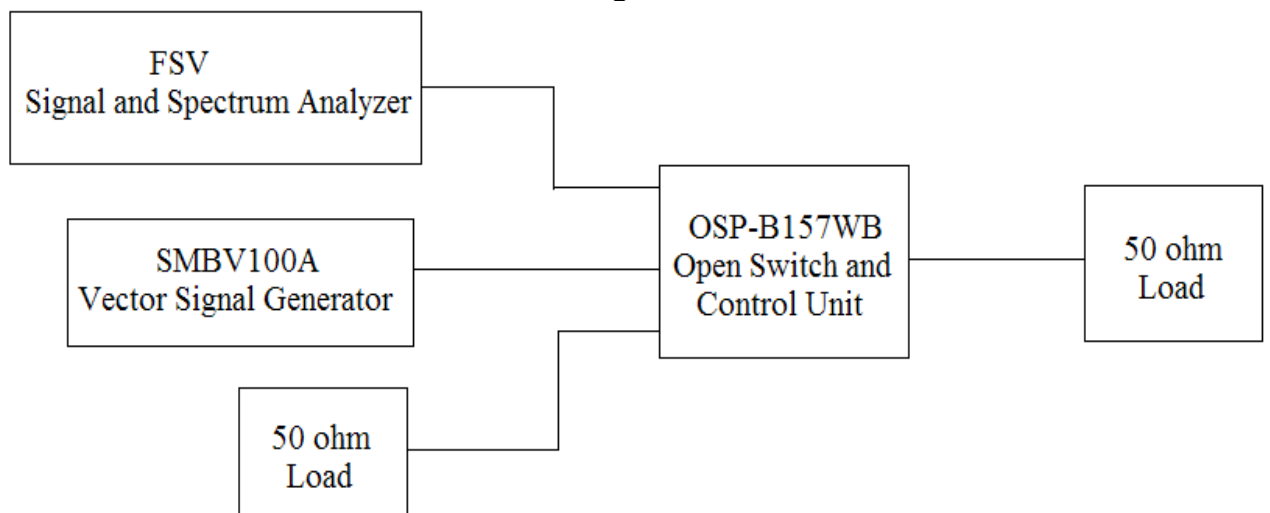 FSV
Signal and Spectrum Analyzer
SMBV100A
Vector Signal Generator
50 ohm
Load
OSP-B157WB
Open Switch and
Control Unit
50 ohm
Load